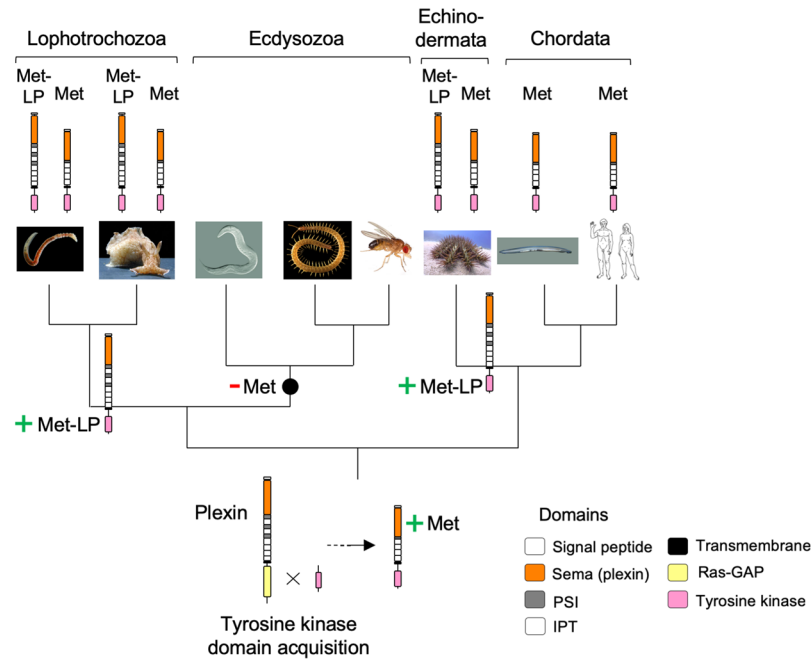 Lophotrochozoa
Ecdysozoa
Echino-
dermata
Chordata
Met-
LP
Met
Met-
LP
Met
Met-
LP
Met
Met
Met
+ Met-LP
- Met
+ Met-LP
Plexin
+ Met
Tyrosine kinase
domain acquisition
Domains
Signal peptide
Sema (plexin)
PSI
IPT
Transmembrane
Ras-GAP
Tyrosine kinase